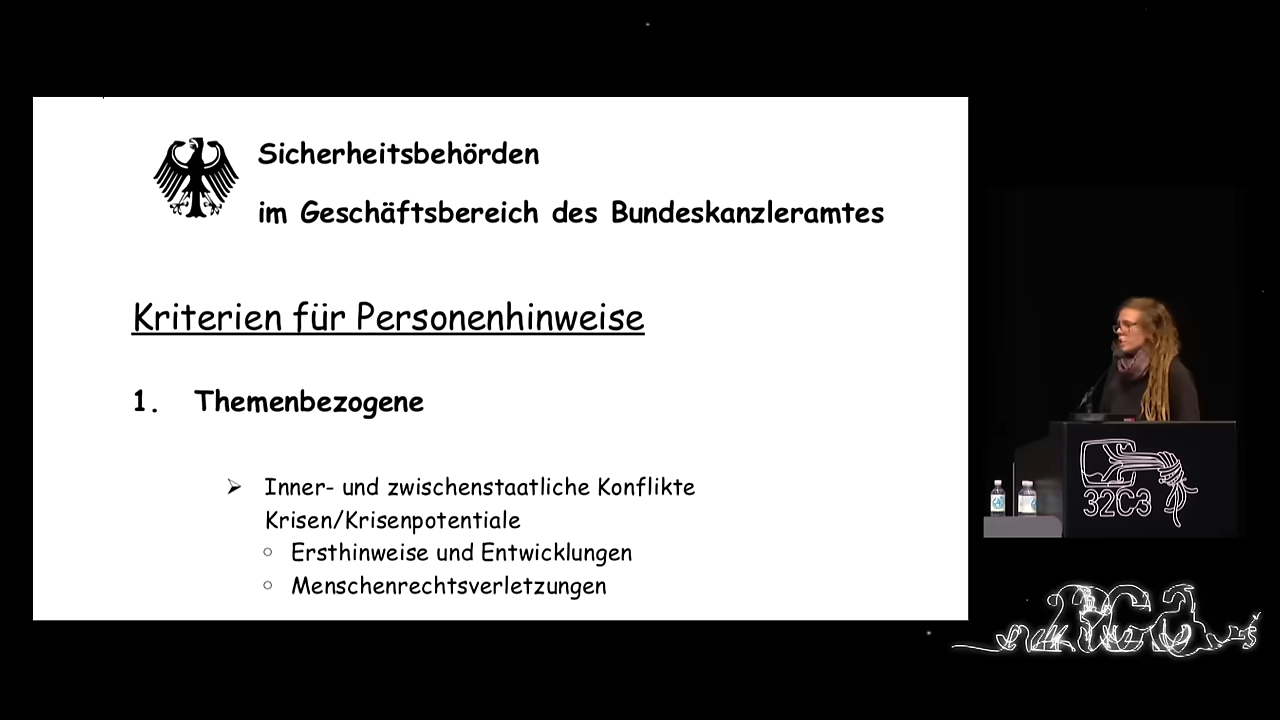 Sicherheitsbehörden
im Geschäftsbereich des Bundeskanzleramtes
Kriterien für Personenhinweise
1. Themenbezogene
➢ Inner- und zwischenstaatliche Konflikte
Krisen/Krisenpotentiale
○ Ersthinweise und Entwicklungen
○ Menschenrechtsverletzungen
32C3
32C3